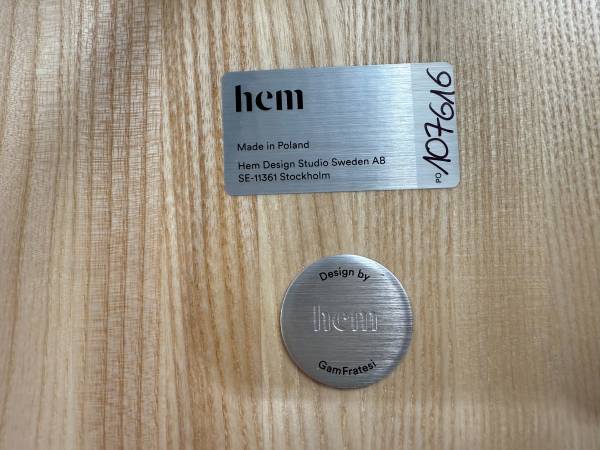 hem
Made in Poland
Hem Design Studio Sweden AB
SE-11361 Stockholm
PO 107616
Design by
hem
GamFratesi